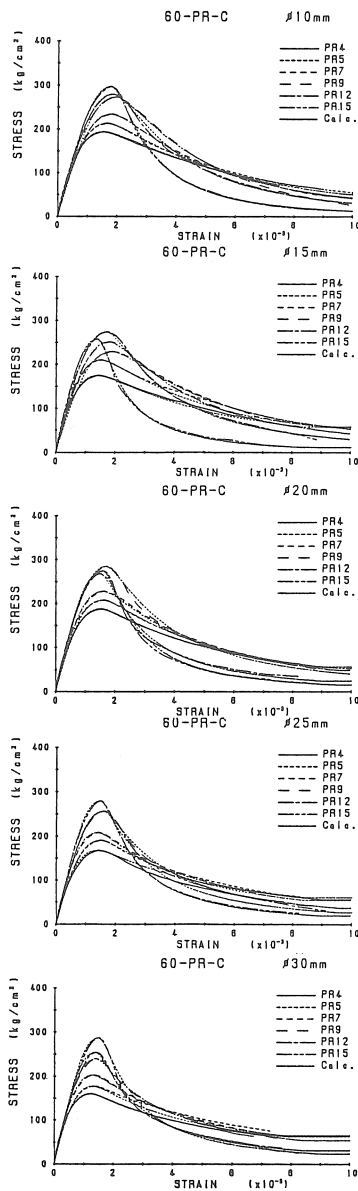 60-PR-C ø10mm
STRESS (kg/cm²)
400
300
200
100
0
PR4
PR5
PR7
PR9
PR12
PR15
Calc.
0 2 4 6 8 10
STRAIN (x10⁻³)
60-PR-C ø15mm
STRESS (kg/cm²)
400
300
200
100
0
PR4
PR5
PR7
PR9
PR12
PR15
Calc.
0 2 4 6 8 10
STRAIN (x10⁻³)
60-PR-C ø20mm
STRESS (kg/cm²)
400
300
200
100
0
PR4
PR5
PR7
PR9
PR12
PR15
Calc.
0 2 4 6 8 10
STRAIN (x10⁻³)
60-PR-C ø25mm
STRESS (kg/cm²)
400
300
200
100
0
PR4
PR5
PR7
PR9
PR12
PR15
Calc.
0 2 4 6 8 10
STRAIN (x10⁻³)
60-PR-C ø30mm
STRESS (kg/cm²)
400
300
200
100
0
PR4
PR5
PR7
PR9
PR12
PR15
Calc.
0 2 4 6 8 10
STRAIN (x10⁻³)